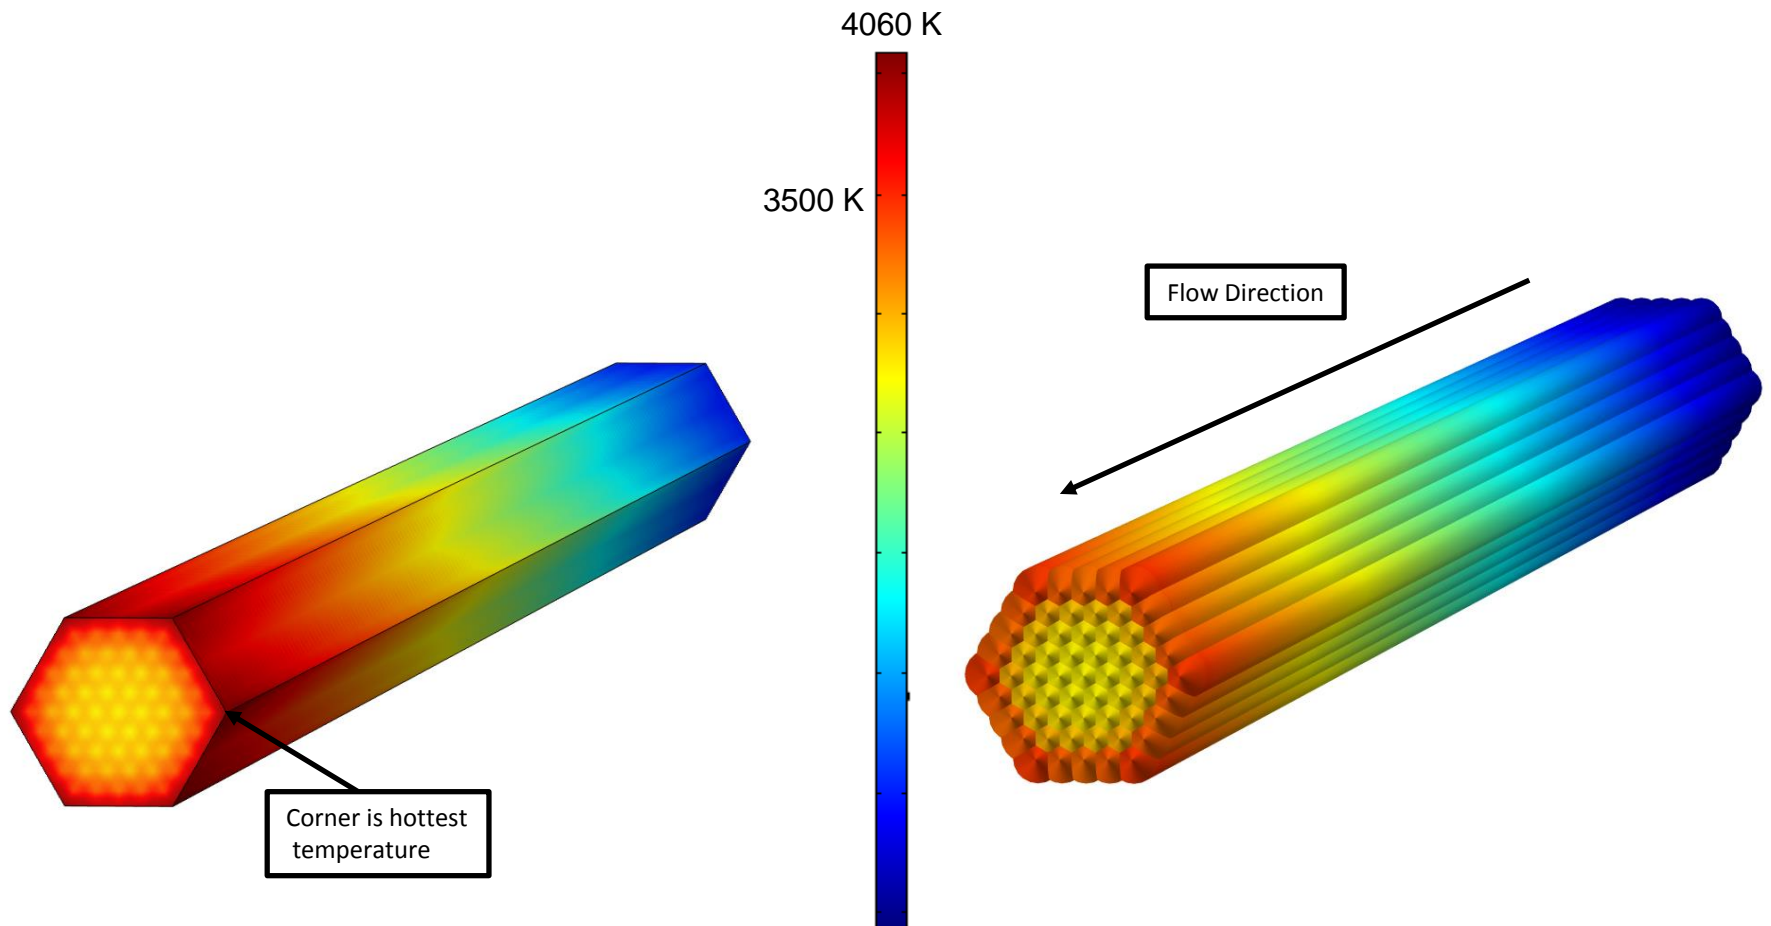 4060 K
3500 K
Flow Direction
Corner is hottest
temperature